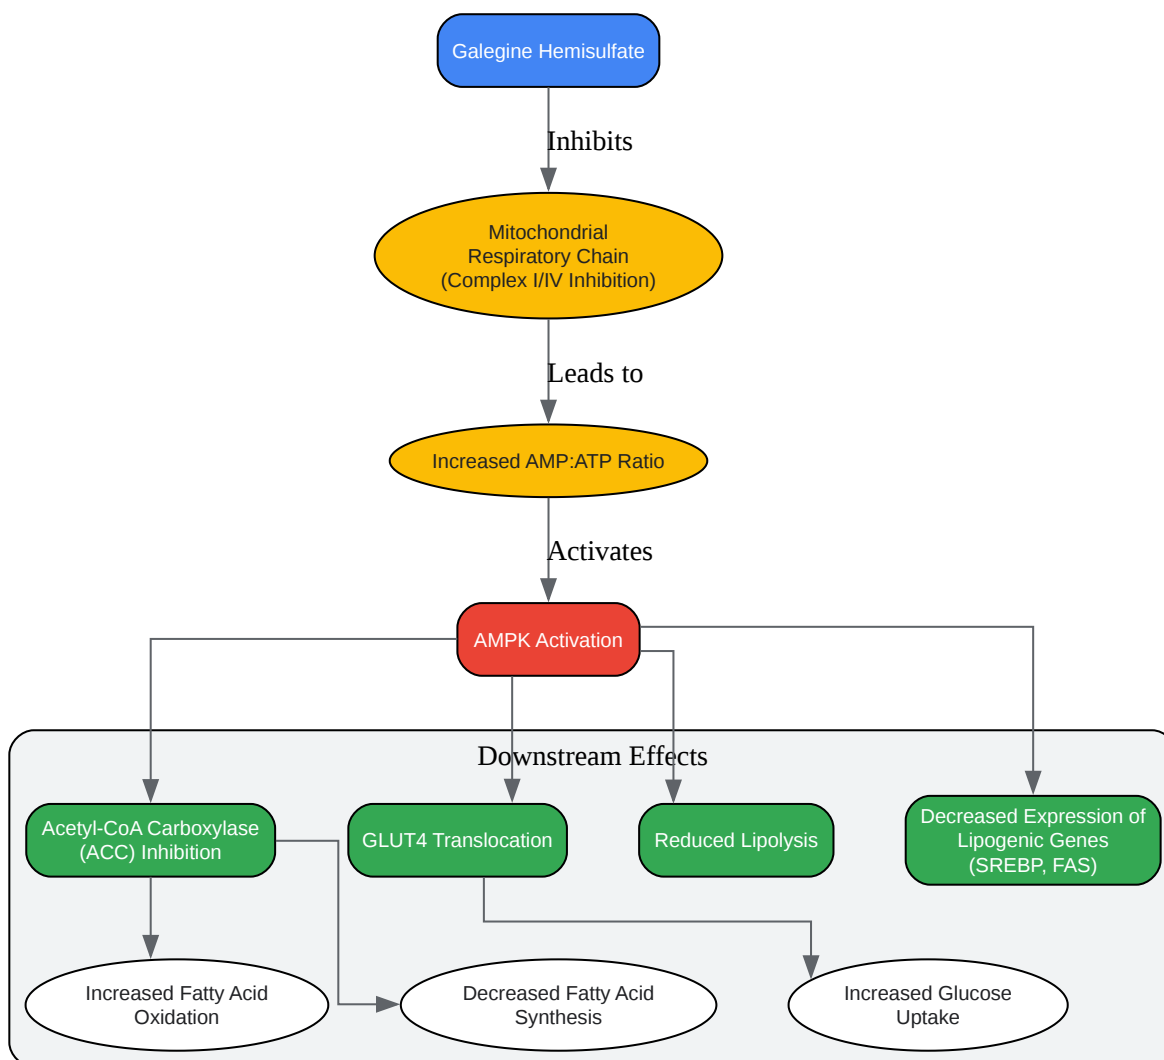 Galegine Hemisulfate
Inhibits
Mitochondrial
Respiratory Chain
(Complex I/IV Inhibition)
Leads to
Increased AMP:ATP Ratio
Activates
AMPK Activation
Downstream Effects
Acetyl-CoA Carboxylase
(ACC) Inhibition
GLUT4 Translocation
Reduced Lipolysis
Decreased Expression of
Lipogenic Genes
(SREBP, FAS)
Increased Fatty Acid
Oxidation
Decreased Fatty Acid
Synthesis
Increased Glucose
Uptake